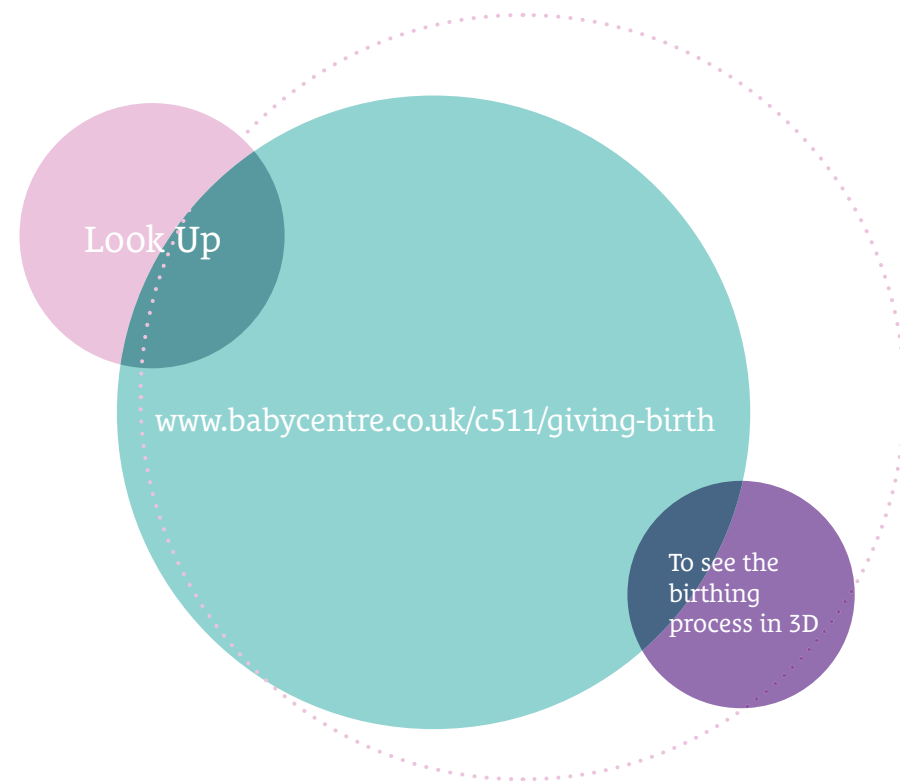 Look Up
www.babycentre.co.uk/c511/giving-birth
To see the
birthing
process in 3D